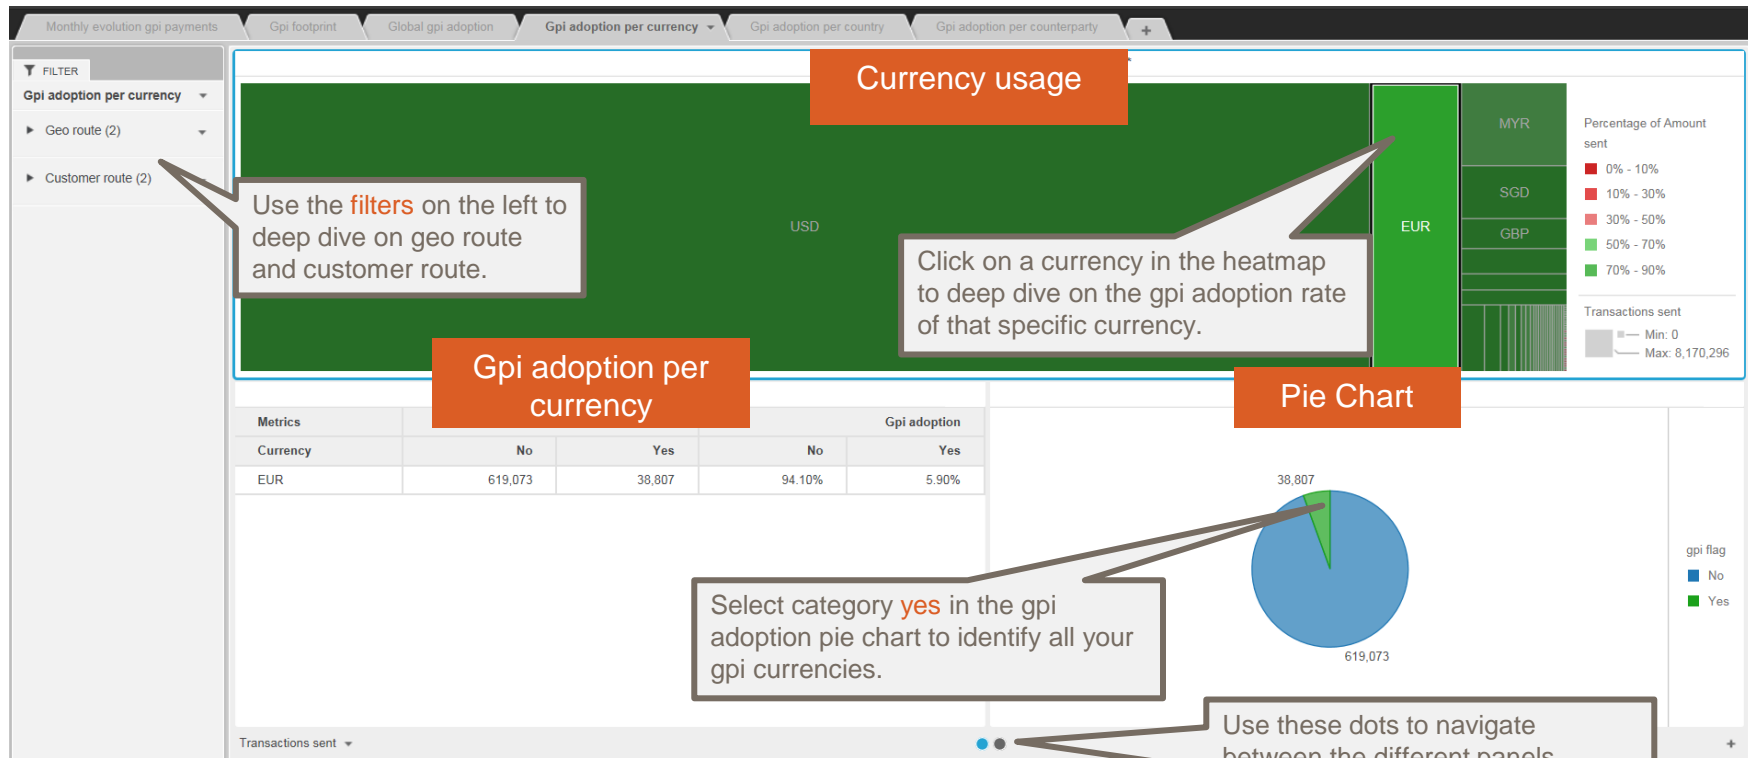 Monthly evolution gpi payments
Gpi footprint
Global gpi adoption
Gpi adoption per currency
Gpi adoption per country
Gpi adoption per counterparty
+
FILTER
Gpi adoption per currency
Geo route (2)
Customer route (2)
Use the filters on the left to
deep dive on geo route
and customer route.
Currency usage
USD
EUR
MYR
SGD
GBP
Click on a currency in the heatmap
to deep dive on the gpi adoption rate
of that specific currency.
Percentage of Amount
sent
0% - 10%
10% - 30%
30% - 50%
50% - 70%
70% - 90%
Transactions sent
Min: 0
Max: 8,170,296
Gpi adoption per
currency
Metrics Gpi adoption
Currency No Yes No Yes
EUR 619,073 38,807 94.10% 5.90%
Pie Chart
38,807
619,073
gpi flag
No
Yes
Select category yes in the gpi
adoption pie chart to identify all your
gpi currencies.
Use these dots to navigate
between the different panels
Transactions sent
+